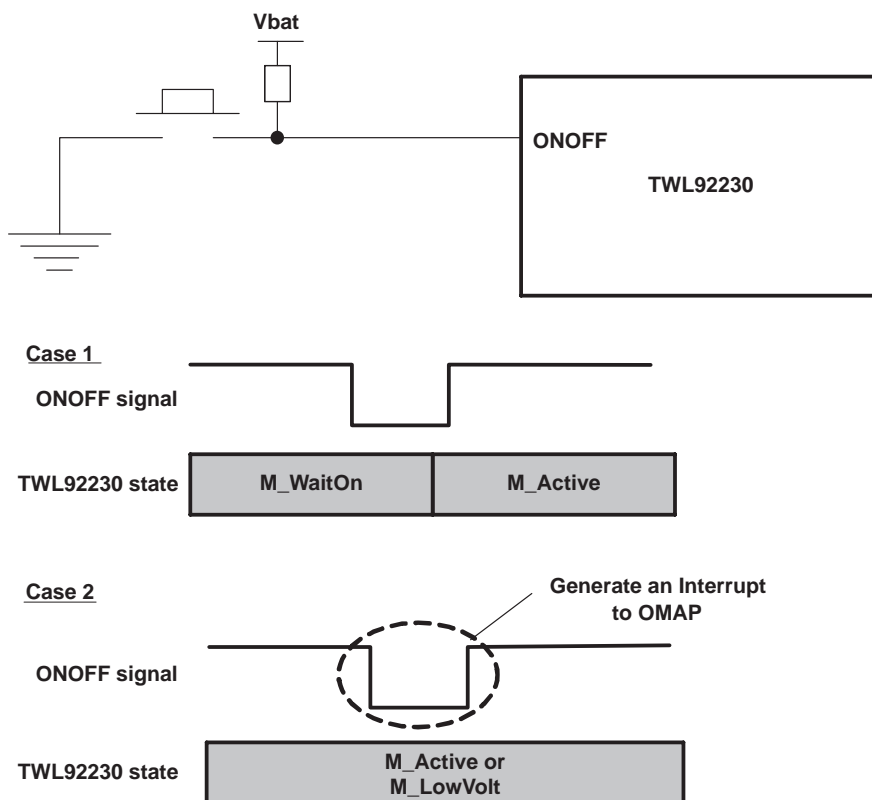 Vbat
ONOFF
TWL92230
Case 1
ONOFF signal
TWL92230 state
M_WaitOn
M_Active
Case 2
Generate an Interrupt
to OMAP
ONOFF signal
TWL92230 state
M_Active or
M_LowVolt